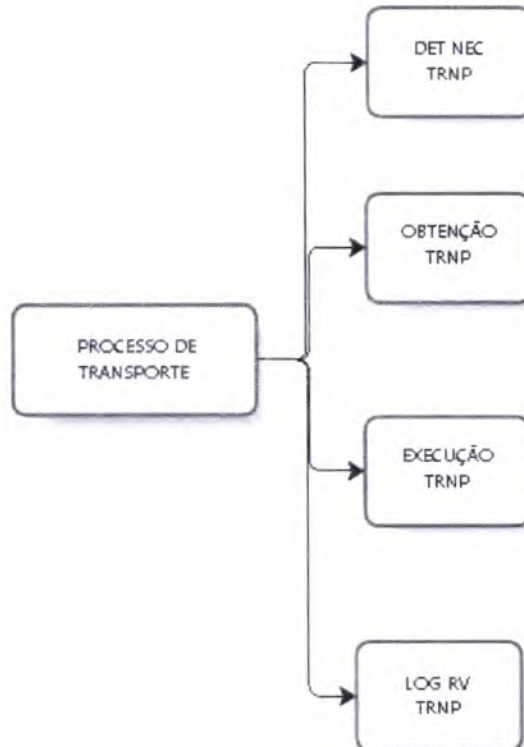 DET NEC
TRNP
OBTENÇÃO
TRNP
PROCESSO DE
TRANSPORTE
EXECUÇÃO
TRNP
LOG RV
TRNP